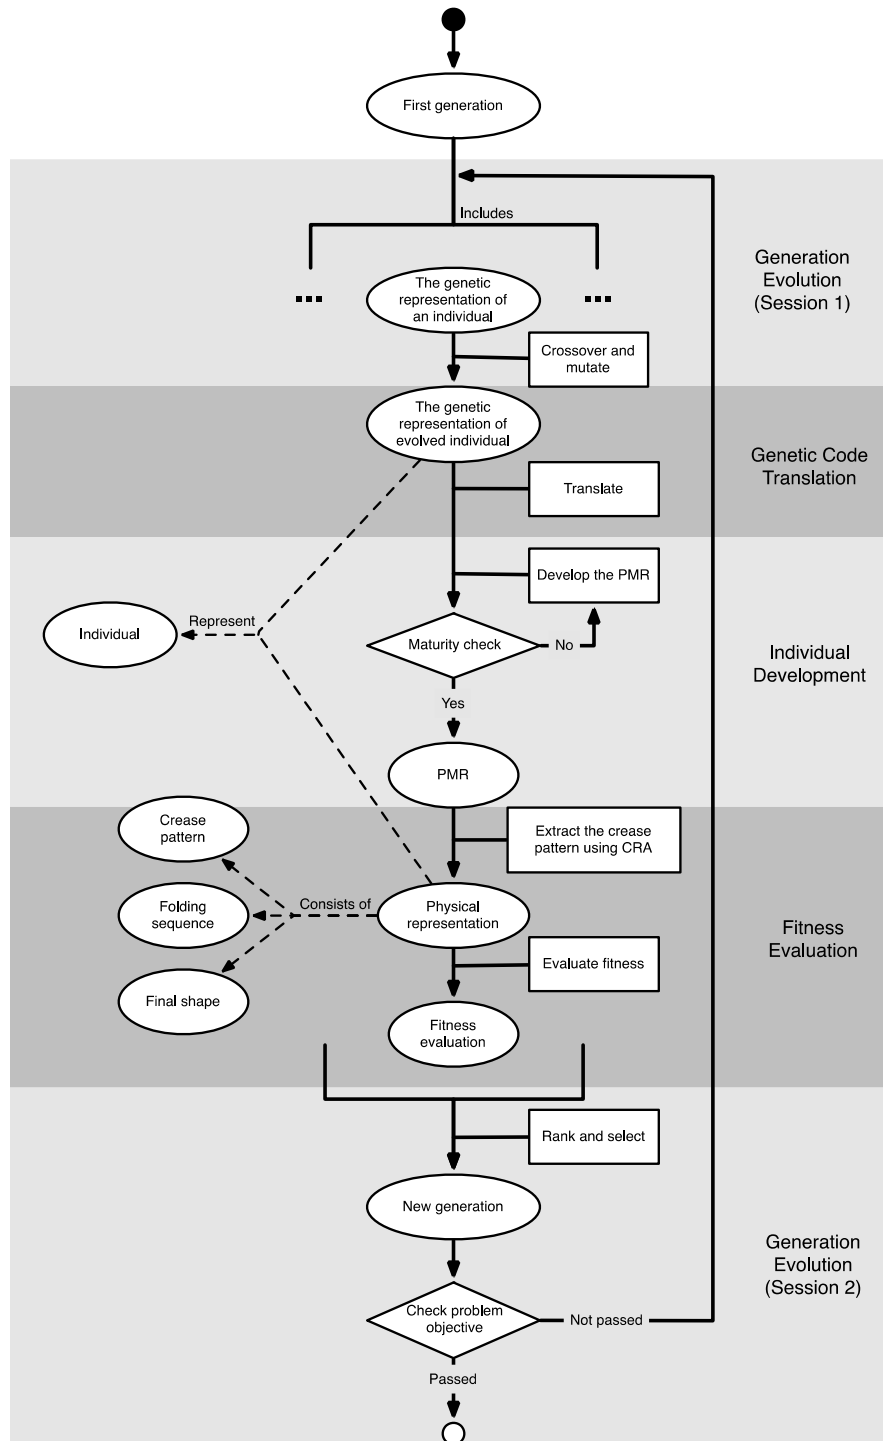 First generation
Includes
Generation
Evolution
(Session 1)
The genetic
representation of
an individual
Crossover and
mutate
The genetic
representation of
evolved individual
Genetic Code
Translation
Translate
Develop the PMR
Represent
Individual
Maturity check
No
Individual
Development
Yes
PMR
Crease
pattern
Extract the crease
pattern using CRA
Consists of
Folding
sequence
Physical
representation
Fitness
Evaluation
Evaluate fitness
Final shape
Fitness
evaluation
Rank and select
New generation
Generation
Evolution
(Session 2)
Check problem
objective
Not passed
Passed